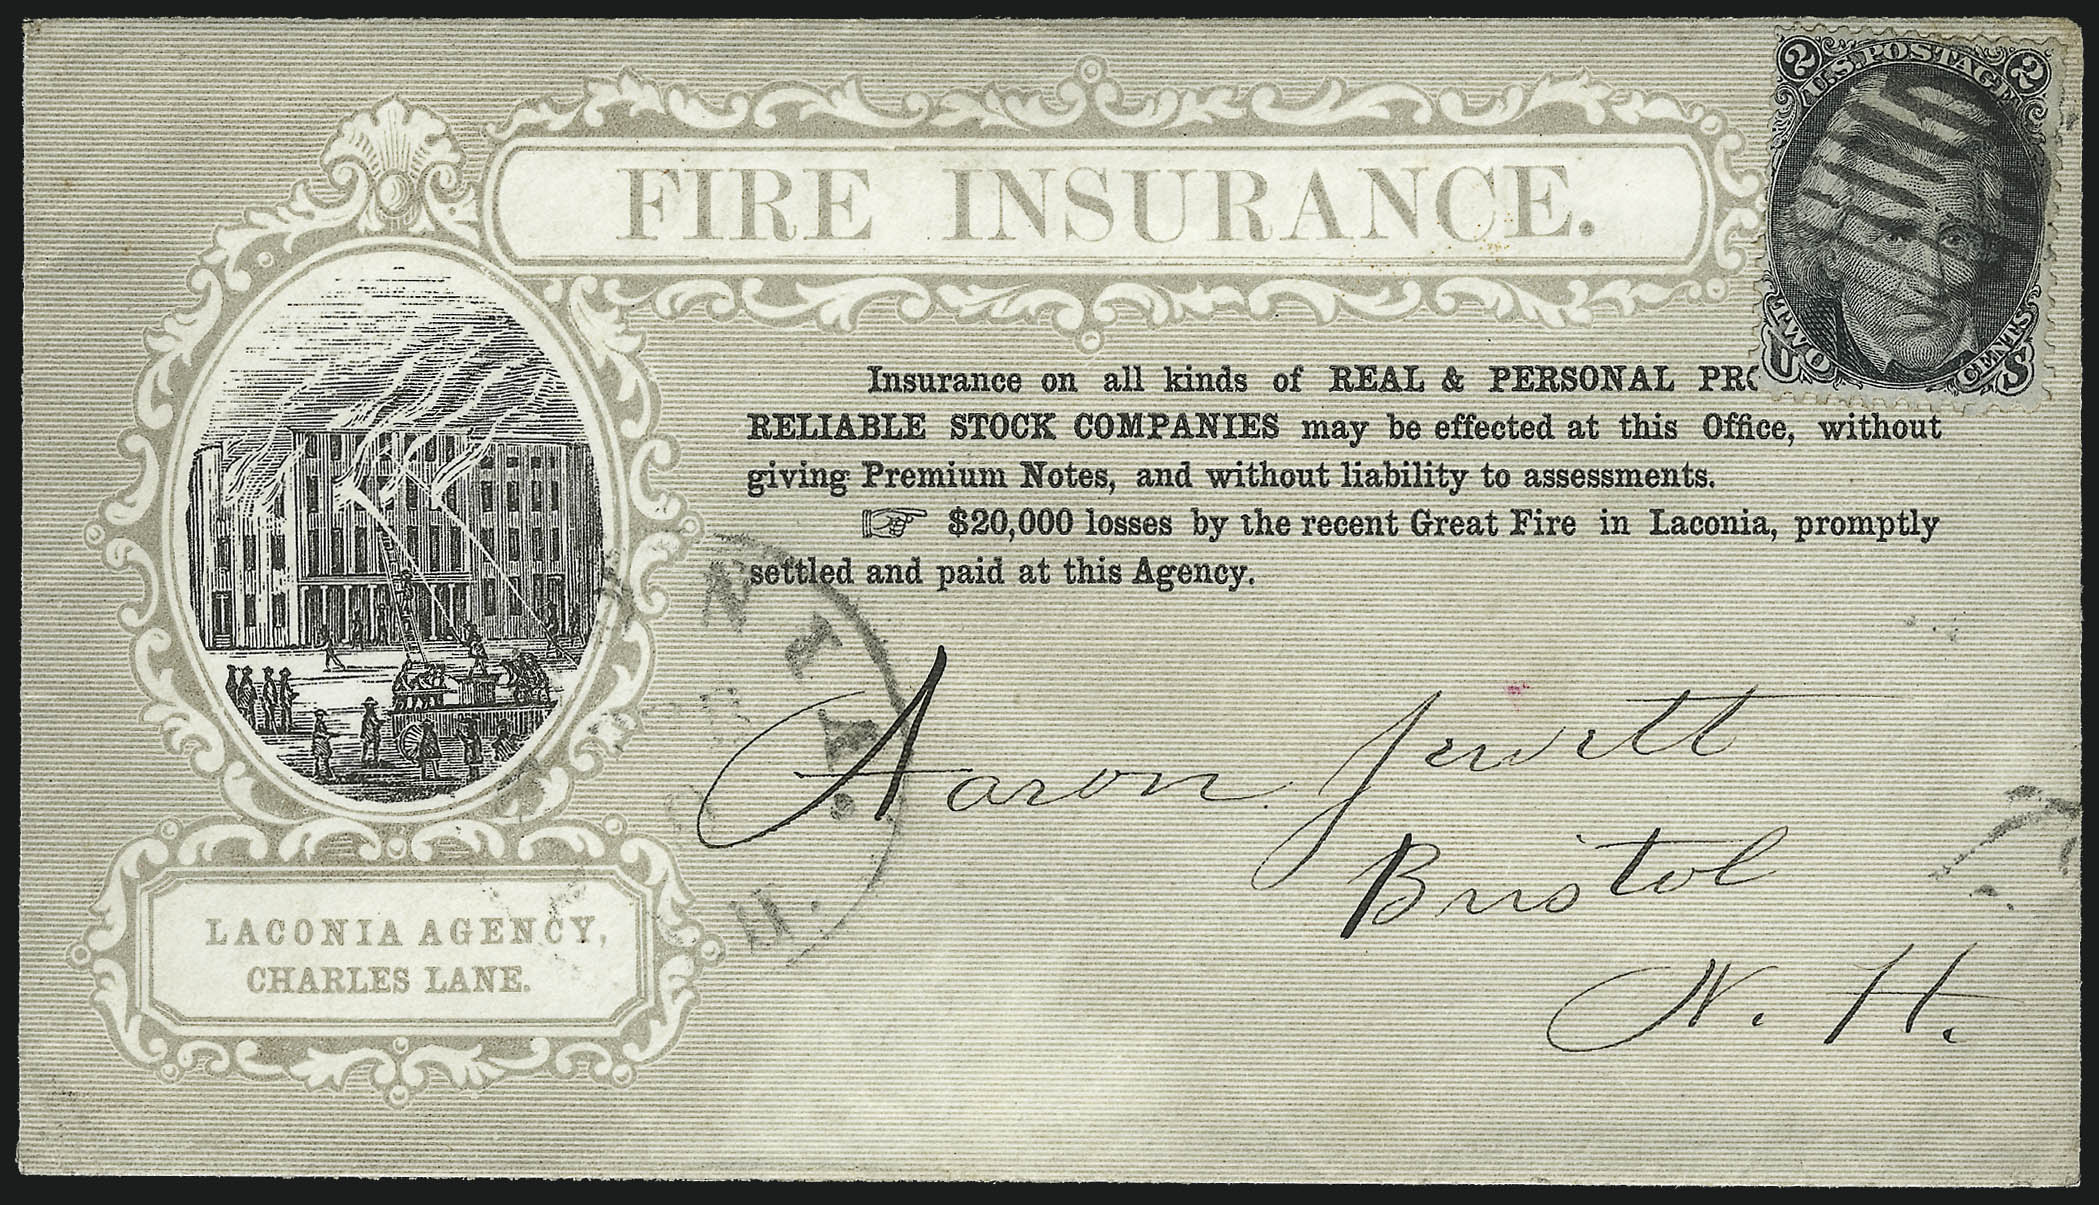 2 U.S. POSTAGE 2
TWO CENTS
U S
FIRE INSURANCE.
Insurance on all kinds of REAL & PERSONAL PRO
RELIABLE STOCK COMPANIES may be effected at this Office, without
giving Premium Notes, and without liability to assessments.
☞ $20,000 losses by the recent Great Fire in Laconia, promptly
settled and paid at this Agency.
NIA.
H.
Aaron Jewett
Bristol
N. H.
LACONIA AGENCY,
CHARLES LANE.